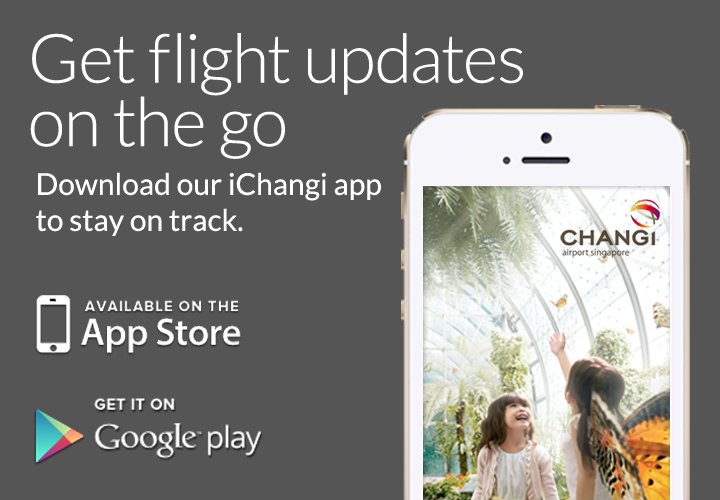 Get flight updates
on the go
Download our iChangi app
to stay on track.
AVAILABLE ON THE
App Store
GET IT ON
Google play
CHANGI
airport singapore